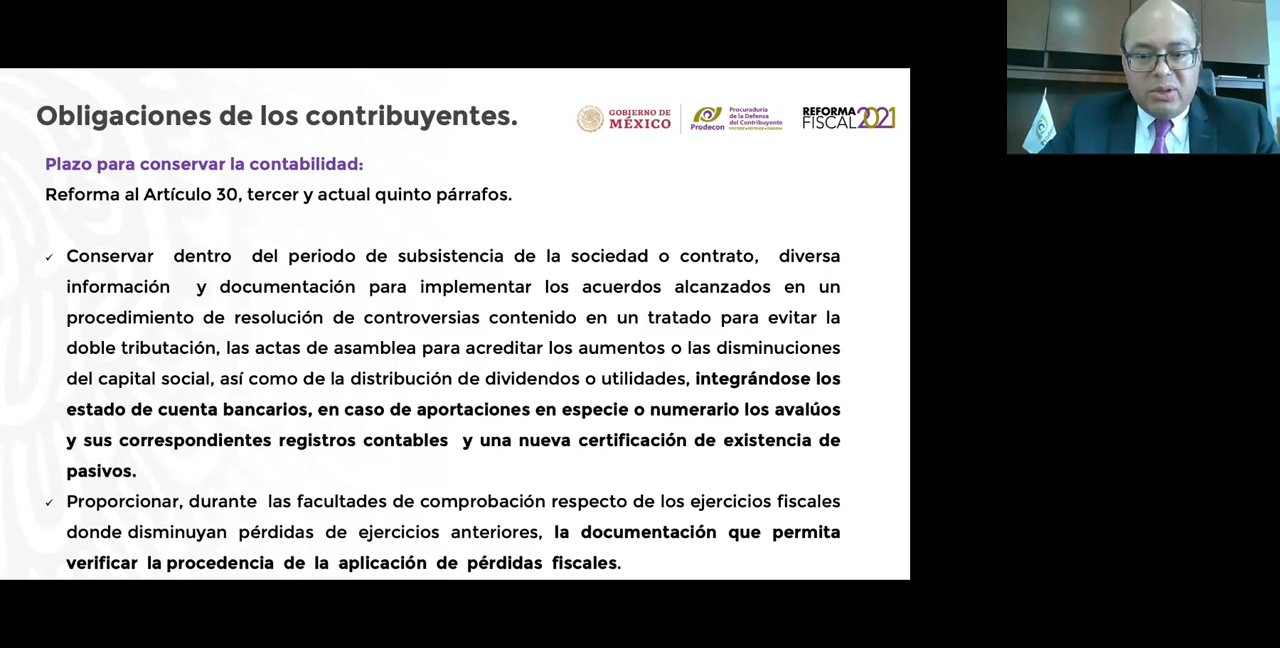 Obligaciones de los contribuyentes.
GOBIERNO DE
MÉXICO
Prodecon
Procuraduría
de la Defensa
del Contribuyente
REFORMA
FISCAL2021
Plazo para conservar la contabilidad:
Reforma al Artículo 30, tercer y actual quinto párrafos.
✓ Conservar dentro del periodo de subsistencia de la sociedad o contrato, diversa
información y documentación para implementar los acuerdos alcanzados en un
procedimiento de resolución de controversias contenido en un tratado para evitar la
doble tributación, las actas de asamblea para acreditar los aumentos o las disminuciones
del capital social, así como de la distribución de dividendos o utilidades, integrándose los
estado de cuenta bancarios, en caso de aportaciones en especie o numerario los avalúos
y sus correspondientes registros contables y una nueva certificación de existencia de
pasivos.
✓ Proporcionar, durante las facultades de comprobación respecto de los ejercicios fiscales
donde disminuyan pérdidas de ejercicios anteriores, la documentación que permita
verificar la procedencia de la aplicación de pérdidas fiscales.